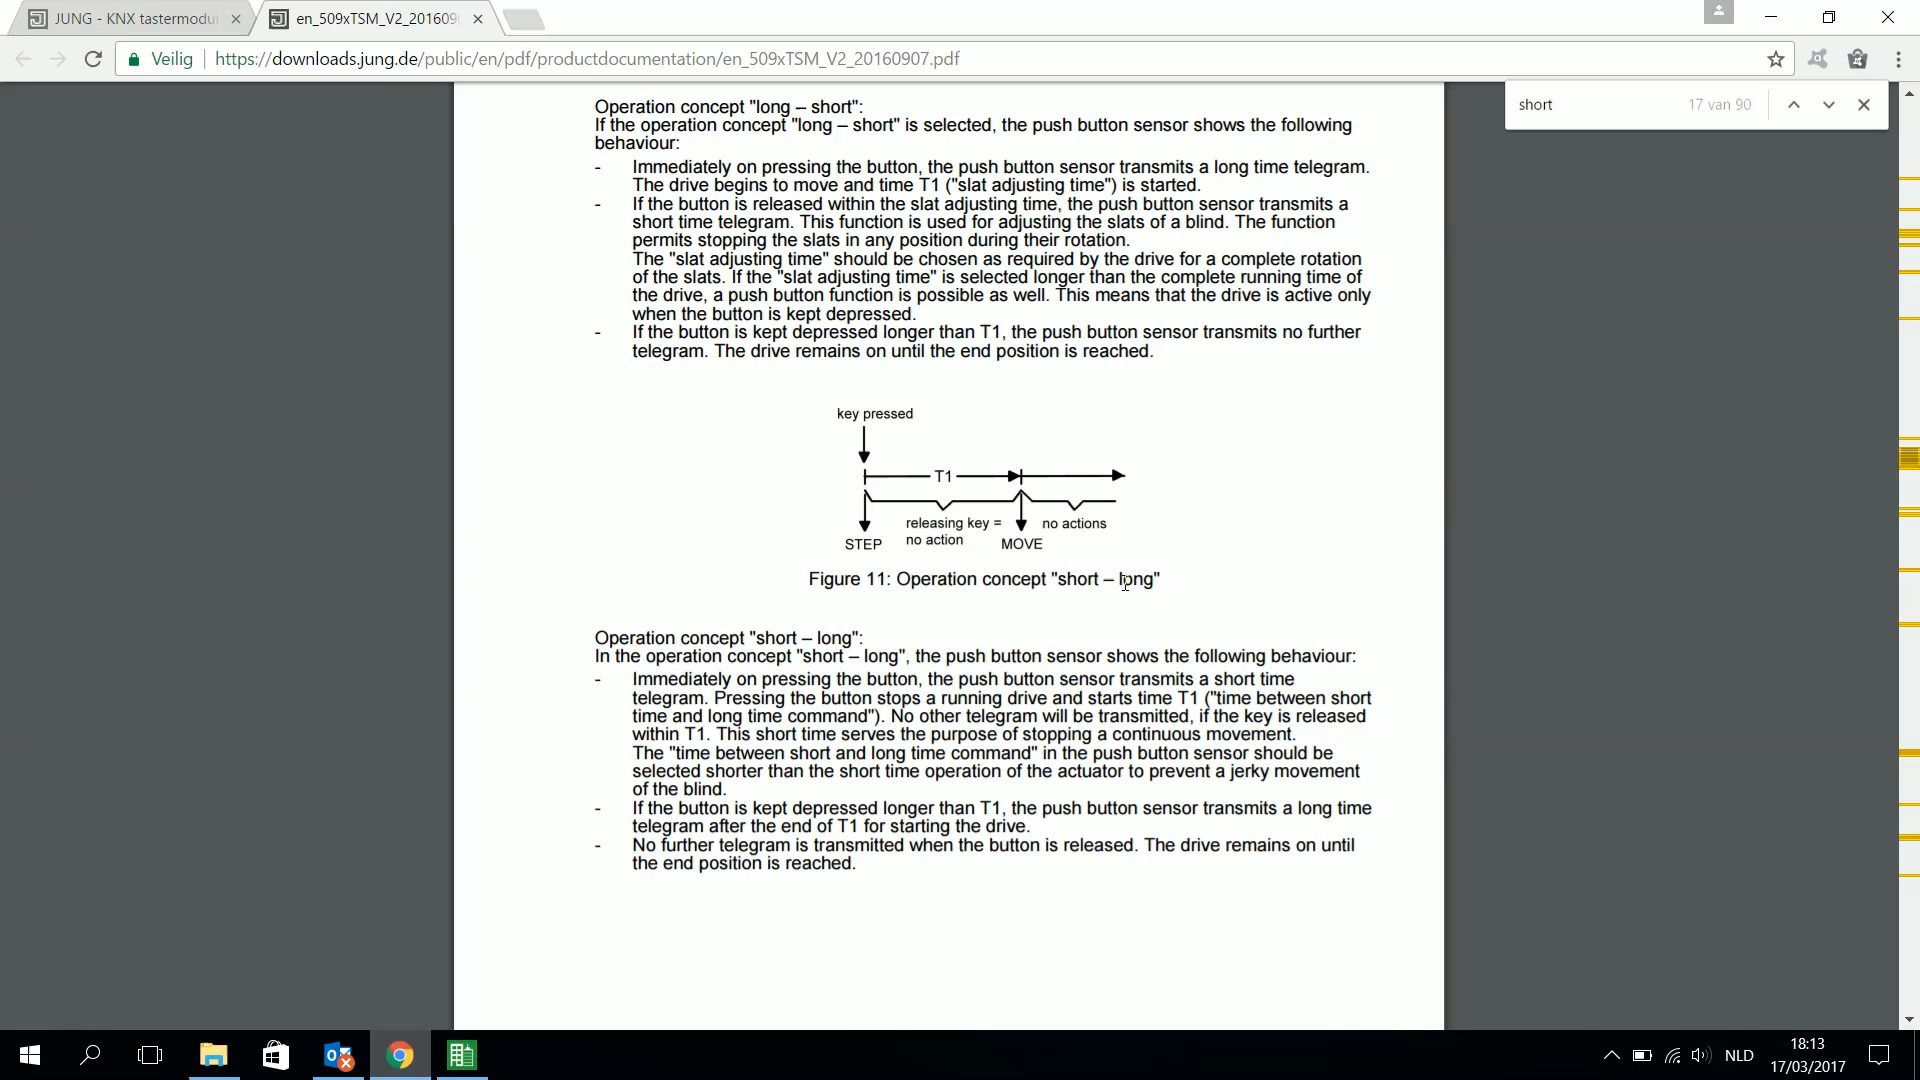 JUNG - KNX tastermodul
en_509xTSM_V2_201609
Veilig
https://downloads.jung.de/public/en/pdf/productdocumentation/en_509xTSM_V2_20160907.pdf
short
17 van 90
Operation concept "long – short":
If the operation concept "long – short" is selected, the push button sensor shows the following
behaviour:
- Immediately on pressing the button, the push button sensor transmits a long time telegram.
The drive begins to move and time T1 ("slat adjusting time") is started.
- If the button is released within the slat adjusting time, the push button sensor transmits a
short time telegram. This function is used for adjusting the slats of a blind. The function
permits stopping the slats in any position during their rotation.
The "slat adjusting time" should be chosen as required by the drive for a complete rotation
of the slats. If the "slat adjusting time" is selected longer than the complete running time of
the drive, a push button function is possible as well. This means that the drive is active only
when the button is kept depressed.
- If the button is kept depressed longer than T1, the push button sensor transmits no further
telegram. The drive remains on until the end position is reached.
key pressed
T1
releasing key =
no action
no actions
STEP
MOVE
Figure 11: Operation concept "short – long"
Operation concept "short – long":
In the operation concept "short – long", the push button sensor shows the following behaviour:
- Immediately on pressing the button, the push button sensor transmits a short time
telegram. Pressing the button stops a running drive and starts time T1 ("time between short
time and long time command"). No other telegram will be transmitted, if the key is released
within T1. This short time serves the purpose of stopping a continuous movement.
The "time between short and long time command" in the push button sensor should be
selected shorter than the short time operation of the actuator to prevent a jerky movement
of the blind.
- If the button is kept depressed longer than T1, the push button sensor transmits a long time
telegram after the end of T1 for starting the drive.
- No further telegram is transmitted when the button is released. The drive remains on until
the end position is reached.
NLD
18:13
17/03/2017